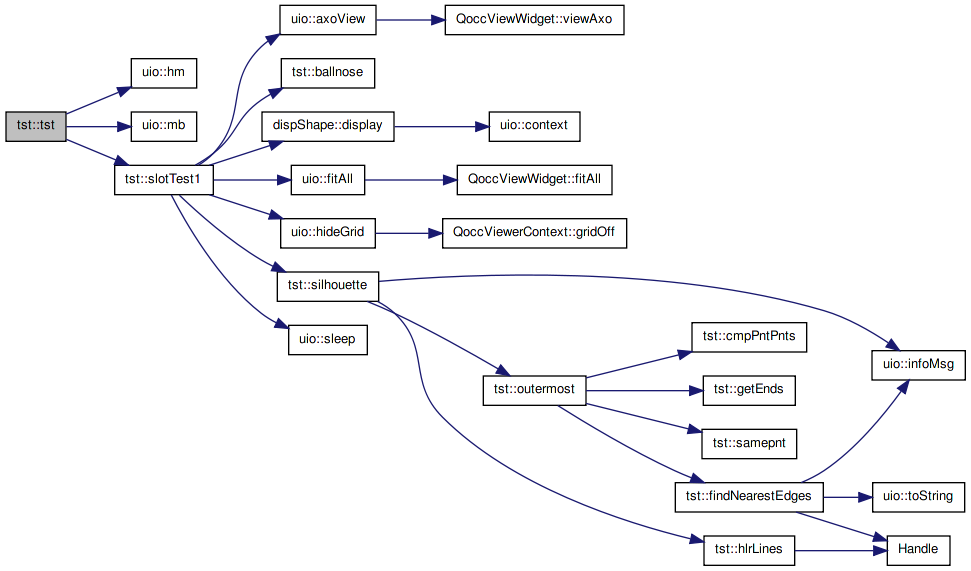 uio::axoView
QoccViewWidget::viewAxo
uio::hm
tst::ballnose
tst::tst
uio::mb
dispShape::display
uio::context
tst::slotTest1
uio::fitAll
QoccViewWidget::fitAll
uio::hideGrid
QoccViewerContext::gridOff
tst::silhouette
uio::sleep
tst::cmpPntPnts
uio::infoMsg
tst::outermost
tst::getEnds
tst::samepnt
tst::findNearestEdges
uio::toString
tst::hlrLines
Handle